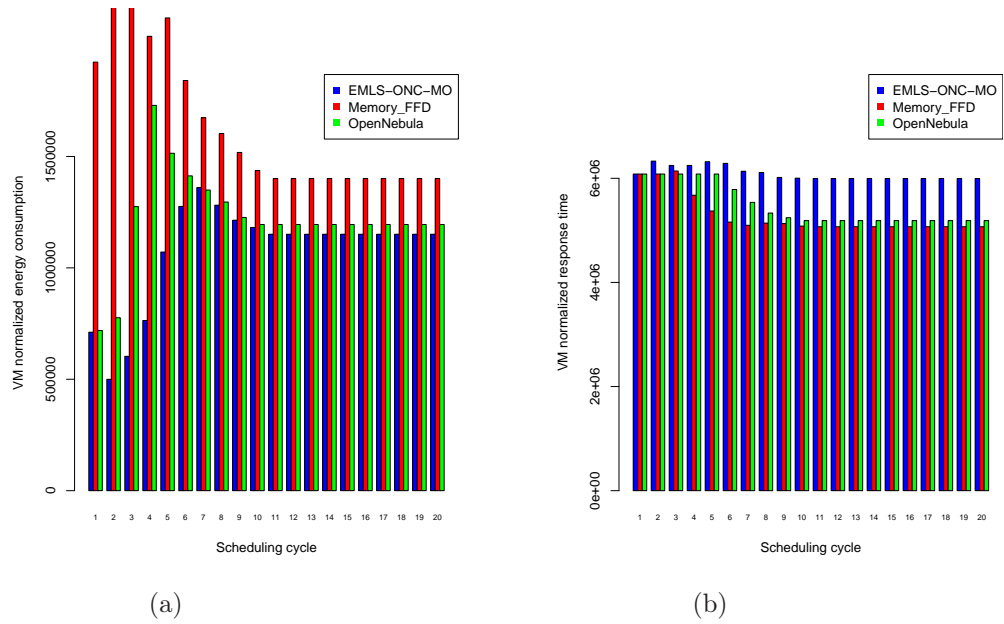 VM normalized energy consumption
0
500000
1000000
1500000
EMLS−ONC−MO
Memory_FFD
OpenNebula
1 2 3 4 5 6 7 8 9 10 11 12 13 14 15 16 17 18 19 20
Scheduling cycle
(a)
VM normalized response time
0e+00
2e+06
4e+06
6e+06
EMLS−ONC−MO
Memory_FFD
OpenNebula
1 2 3 4 5 6 7 8 9 10 11 12 13 14 15 16 17 18 19 20
Scheduling cycle
(b)